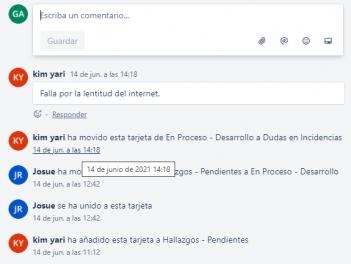 GA
Escriba un comentario...
Guardar
KY
kim yari 14 de jun. a las 14:18
Falla por la lentitud del internet.
- Responder
KY
kim yari ha movido esta tarjeta de En Proceso - Desarrollo a Dudas en Incidencias
14 de jun. a las 14:18
14 de junio de 2021 14:18
JR
Josue ha mo zgos - Pendientes a En Proceso - Desarrollo
14 de jun. a las 12:42
JR
Josue se ha unido a esta tarjeta
14 de jun. a las 12:42
KY
kim yari ha añadido esta tarjeta a Hallazgos - Pendientes
14 de jun. a las 11:12